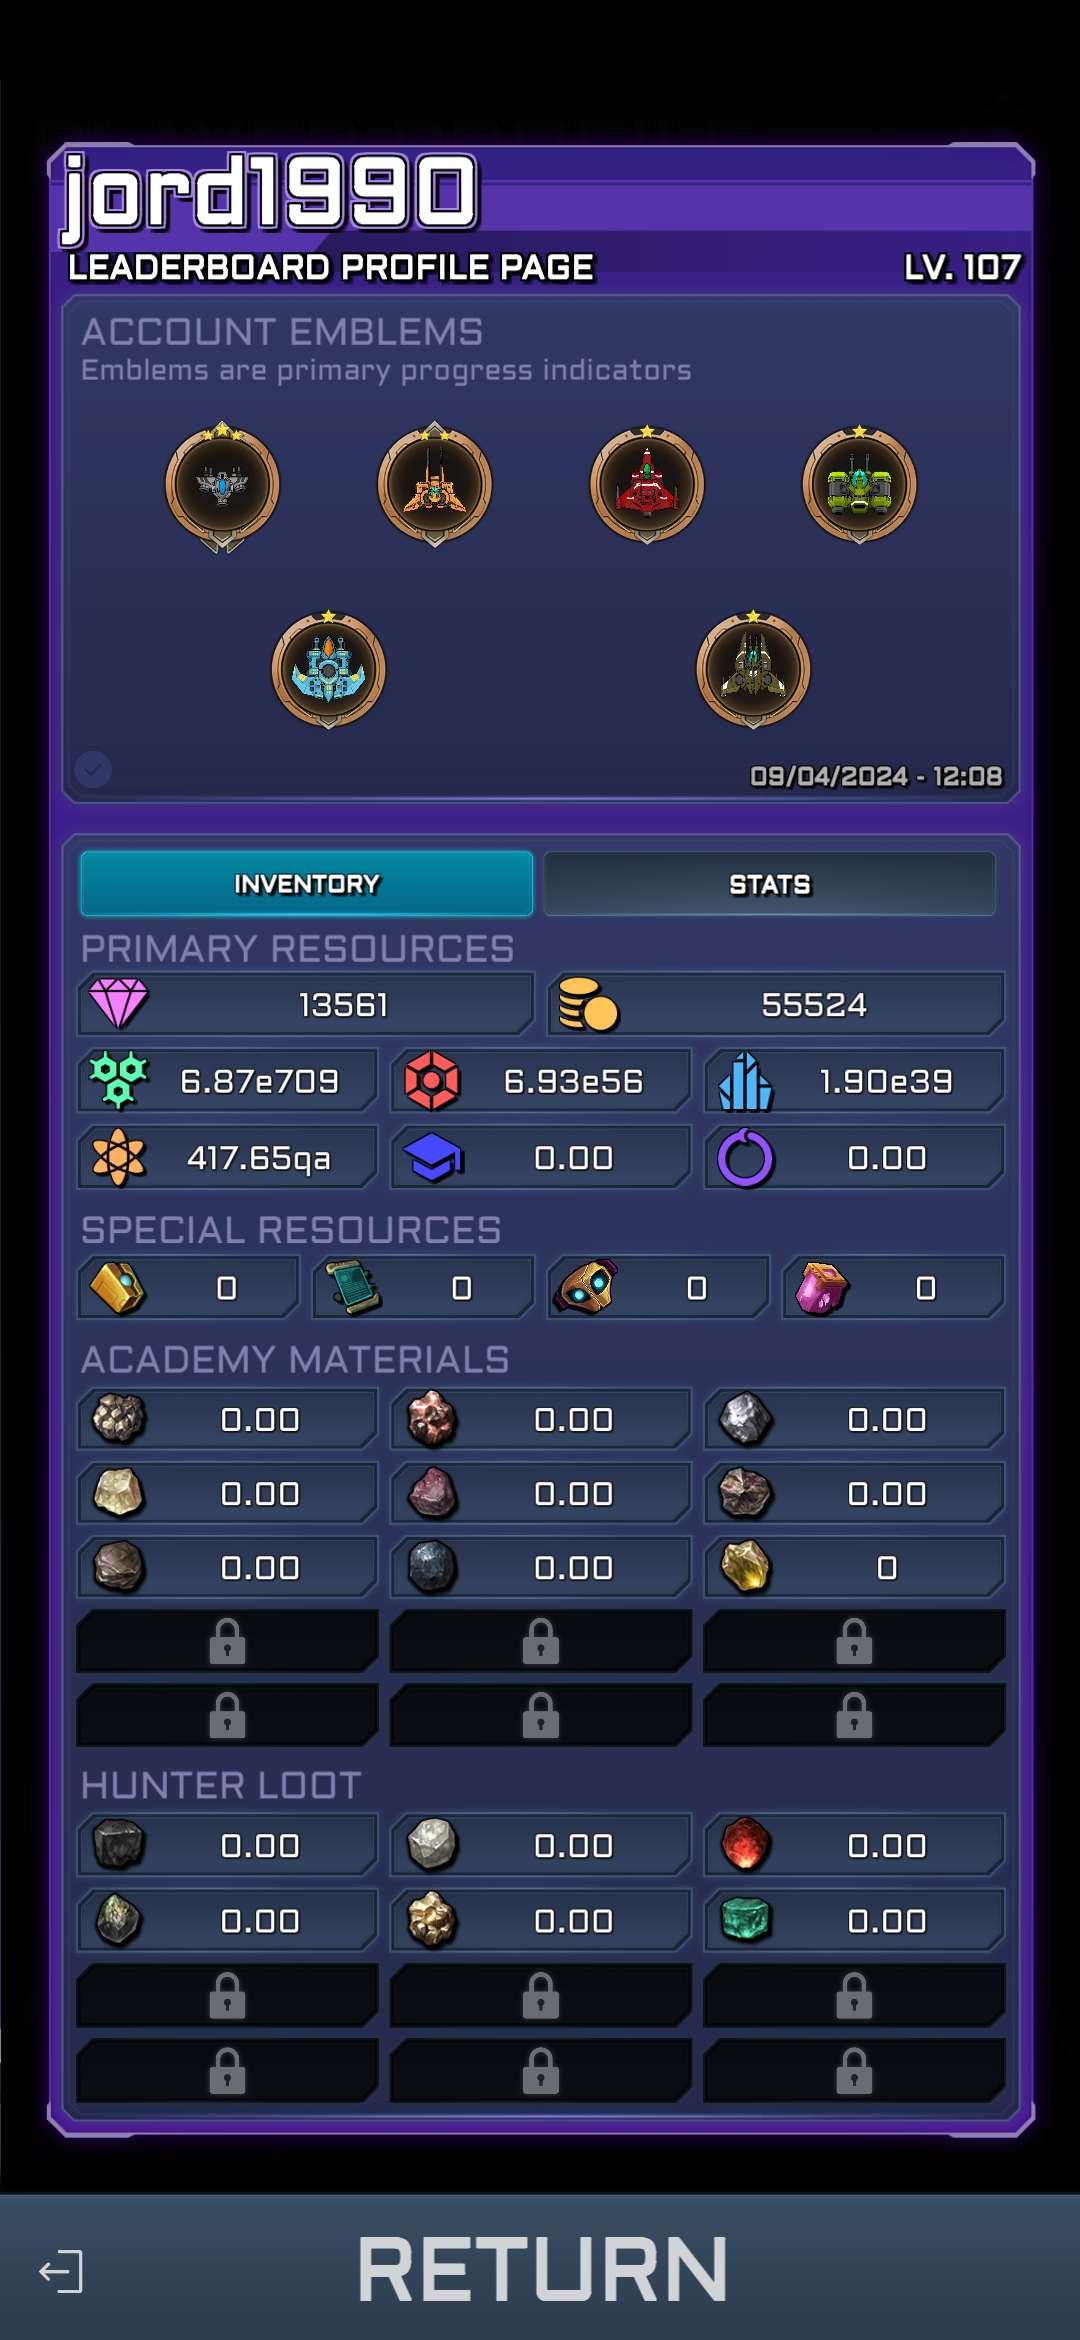 jord1990
LEADERBOARD PROFILE PAGE LV. 107
ACCOUNT EMBLEMS
Emblems are primary progress indicators
09/04/2024 - 12:08
INVENTORY STATS
PRIMARY RESOURCES
13561 55524
6.87e709 6.93e56 1.90e39
417.65qa 0.00 0.00
SPECIAL RESOURCES
0 0 0 0
ACADEMY MATERIALS
0.00 0.00 0.00
0.00 0.00 0.00
0.00 0.00 0
HUNTER LOOT
0.00 0.00 0.00
0.00 0.00 0.00
RETURN